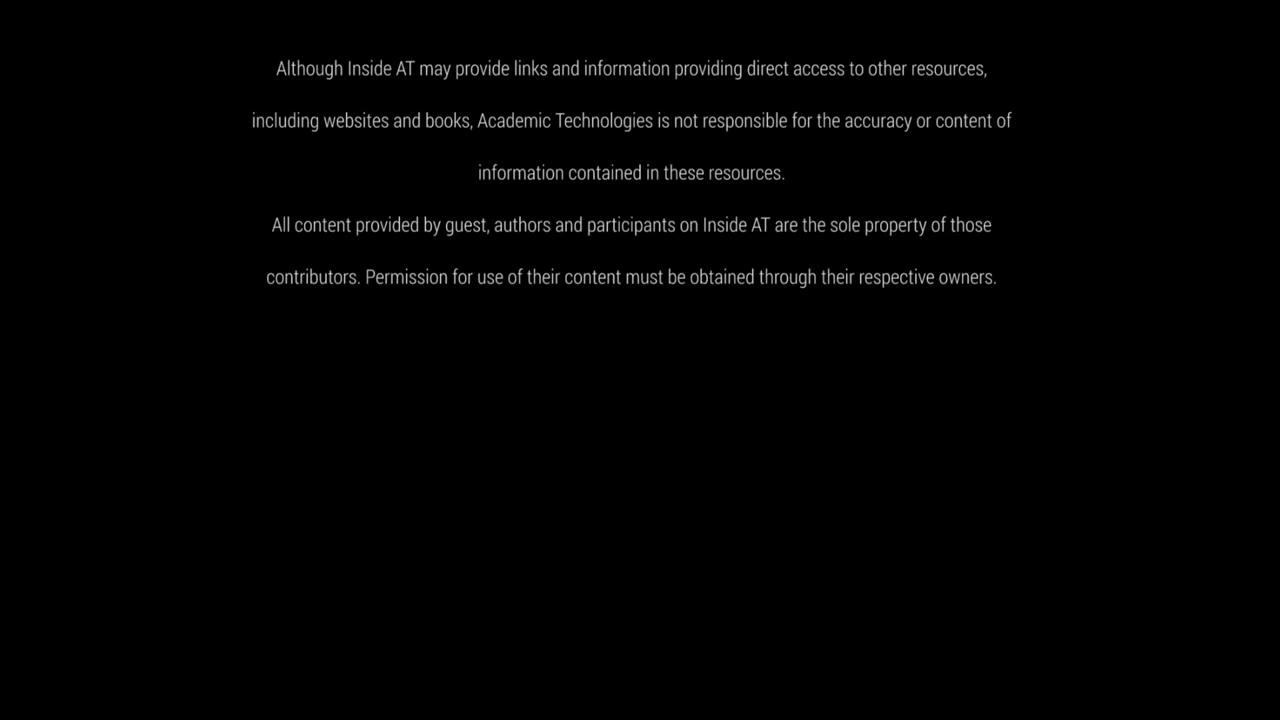 Although Inside AT may provide links and information providing direct access to other resources,
including websites and books, Academic Technologies is not responsible for the accuracy or content of
information contained in these resources.
All content provided by guest, authors and participants on Inside AT are the sole property of those
contributors. Permission for use of their content must be obtained through their respective owners.